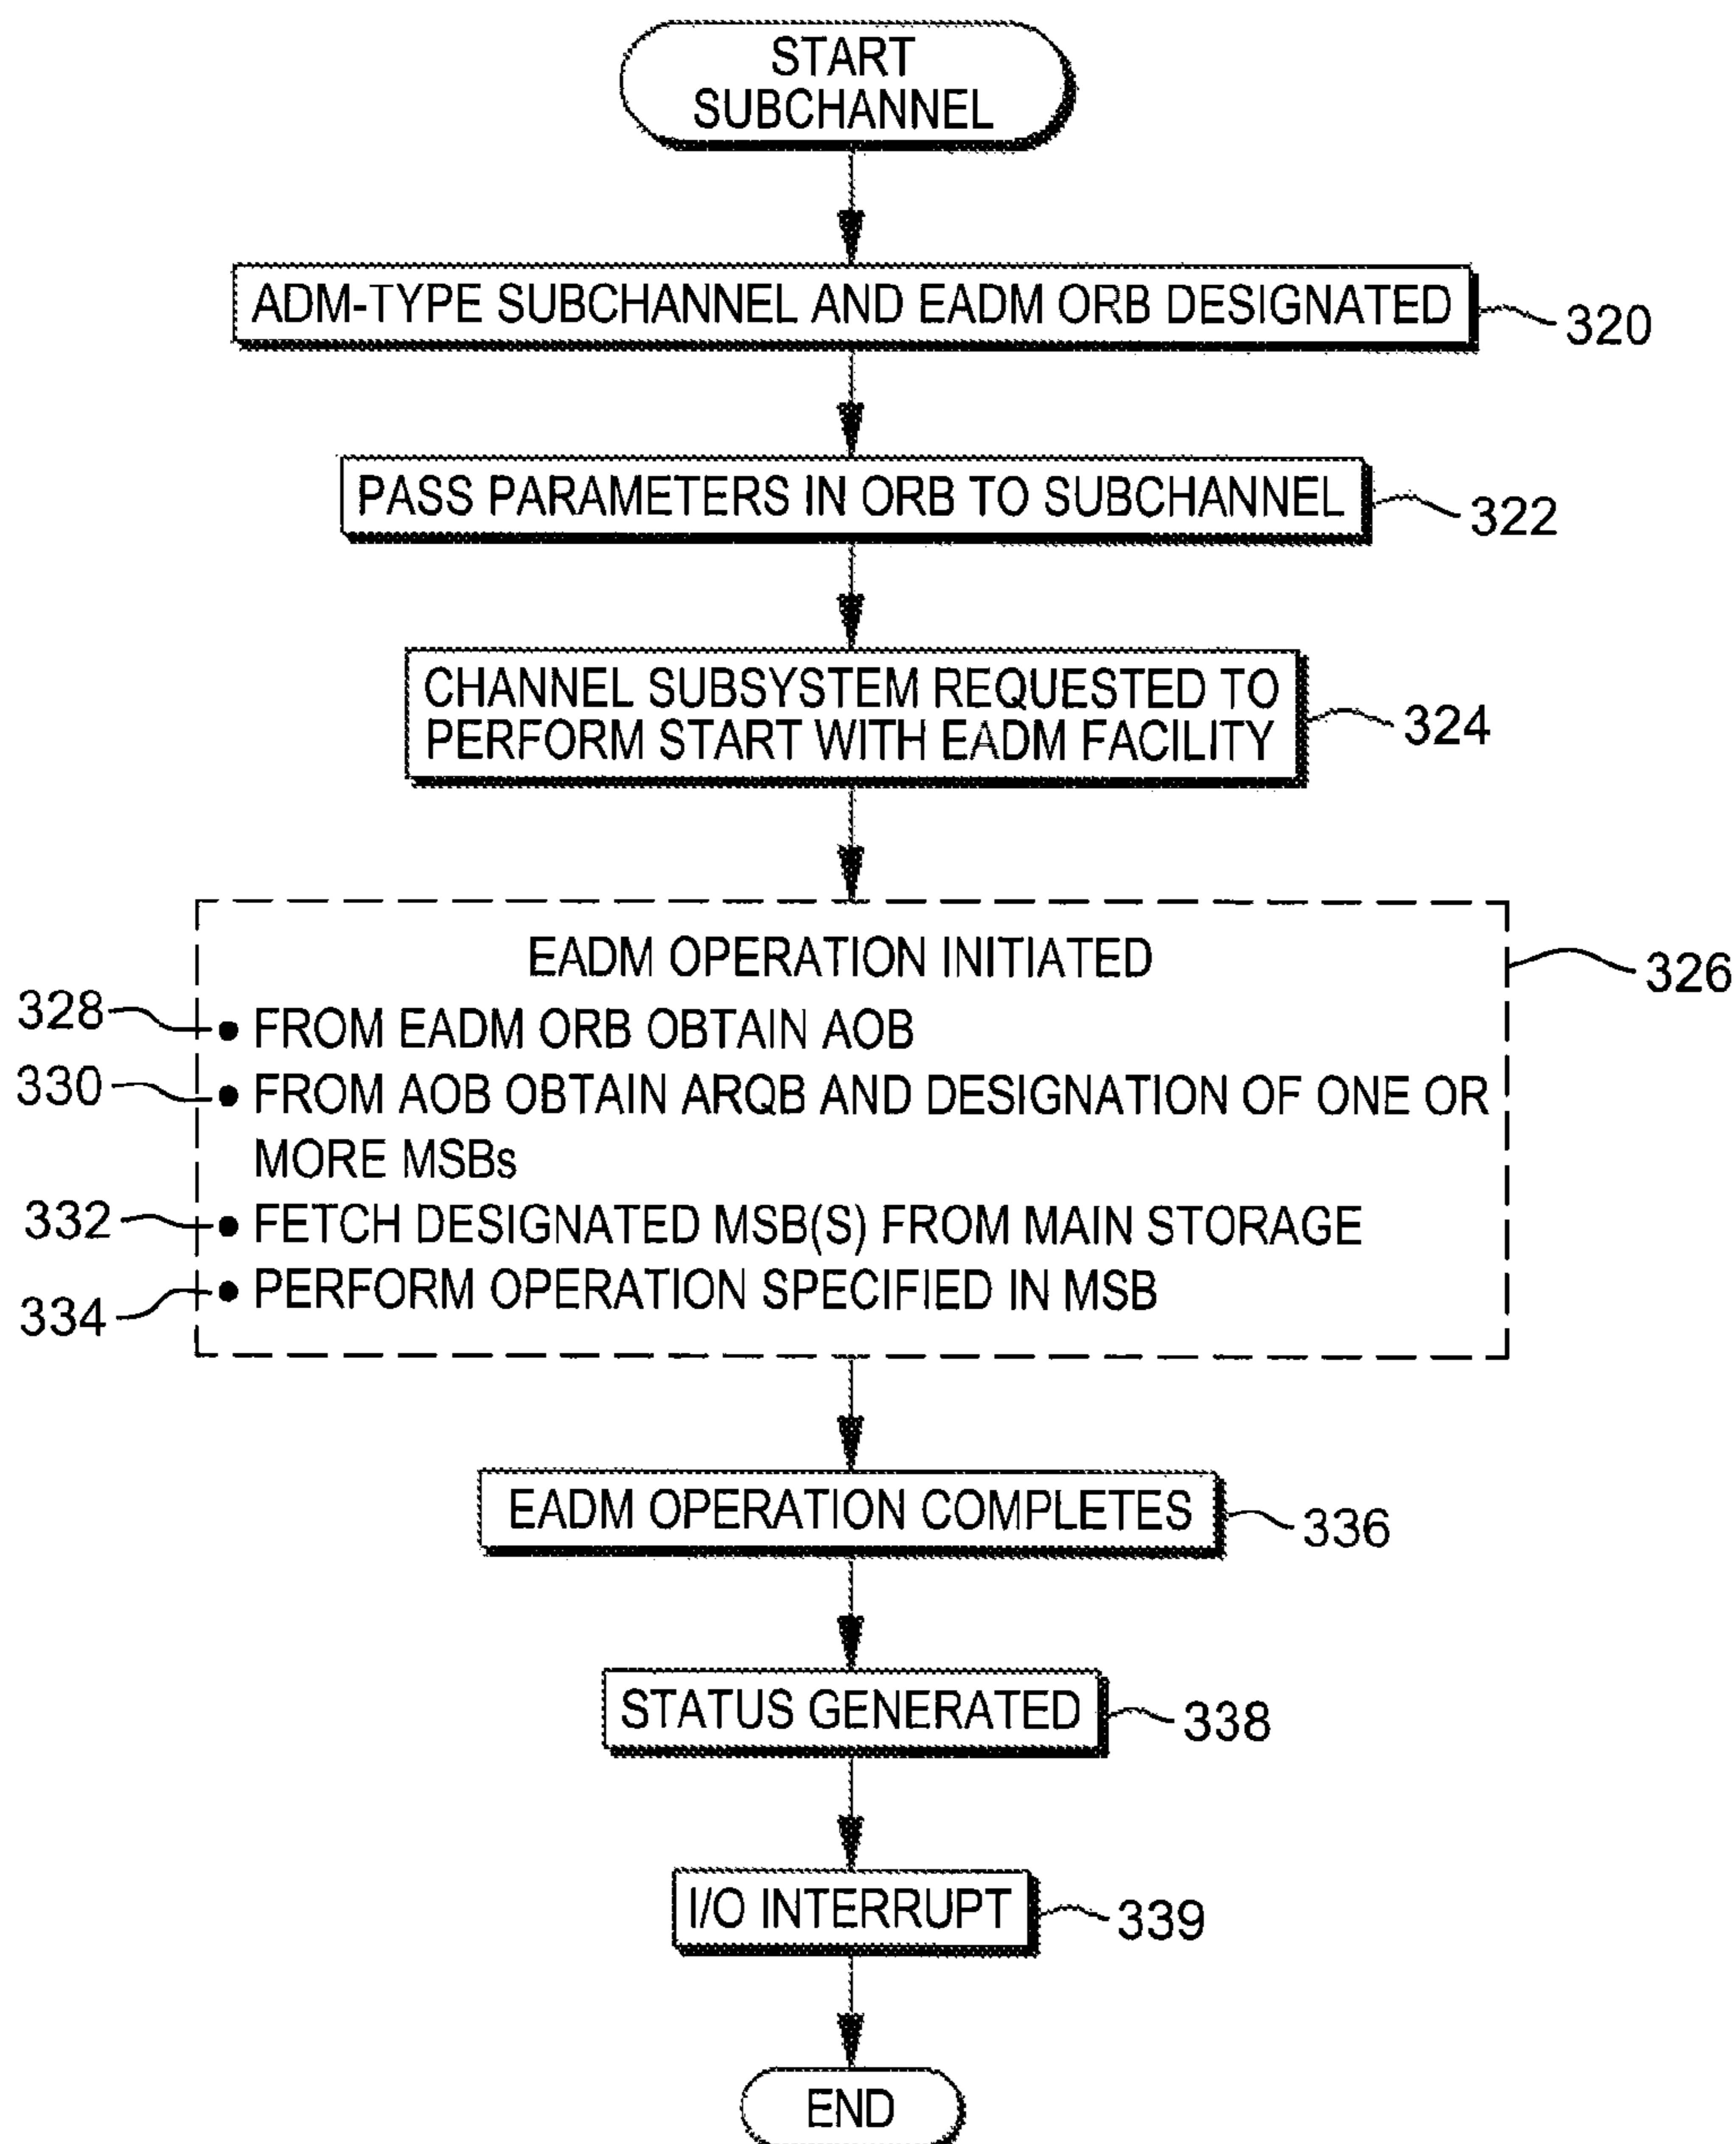 START
SUBCHANNEL
ADM-TYPE SUBCHANNEL AND EADM ORB DESIGNATED
320
PASS PARAMETERS IN ORB TO SUBCHANNEL
322
CHANNEL SUBSYSTEM REQUESTED TO
PERFORM START WITH EADM FACILITY
324
EADM OPERATION INITIATED
326
328
• FROM EADM ORB OBTAIN AOB
330
• FROM AOB OBTAIN ARQB AND DESIGNATION OF ONE OR
MORE MSBs
332
• FETCH DESIGNATED MSB(S) FROM MAIN STORAGE
334
• PERFORM OPERATION SPECIFIED IN MSB
EADM OPERATION COMPLETES
336
STATUS GENERATED
338
I/O INTERRUPT
339
END